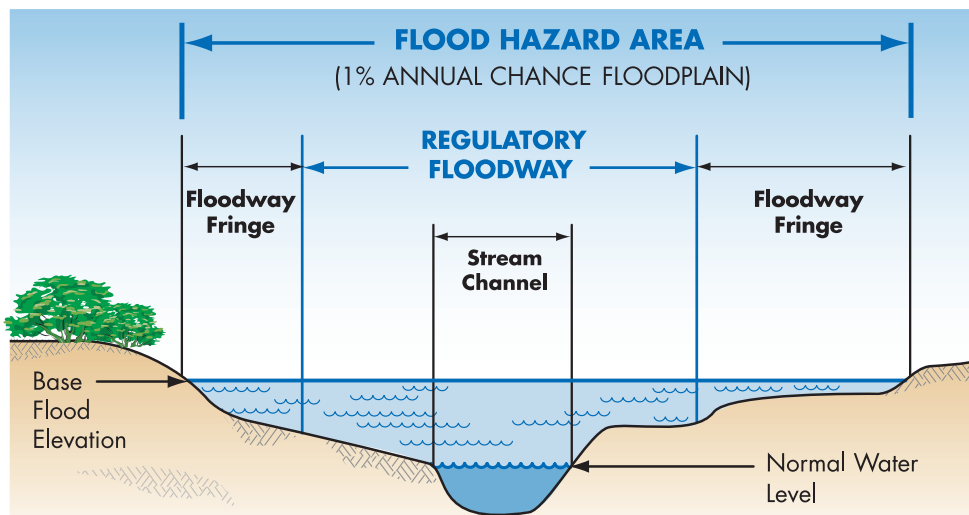 FLOOD HAZARD AREA
(1% ANNUAL CHANCE FLOODPLAIN)
REGULATORY
FLOODWAY
Floodway
Fringe
Floodway
Fringe
Stream
Channel
Base
Flood
Elevation
Normal Water
Level